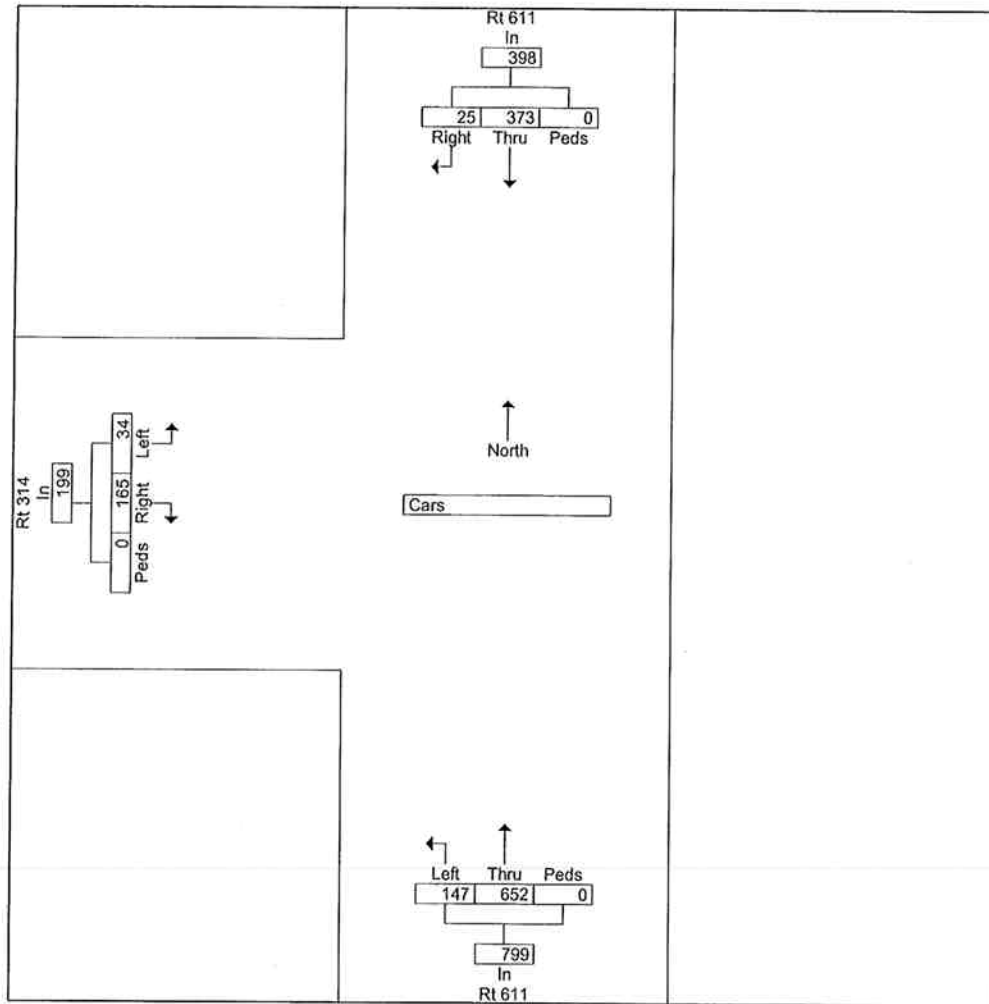 Rt 611
In
398
25 373 0
Right Thru Peds
North
Cars
Rt 314
In
199
34 165 0
Left Right Peds
Left Thru Peds
147 652 0
799
In
Rt 611